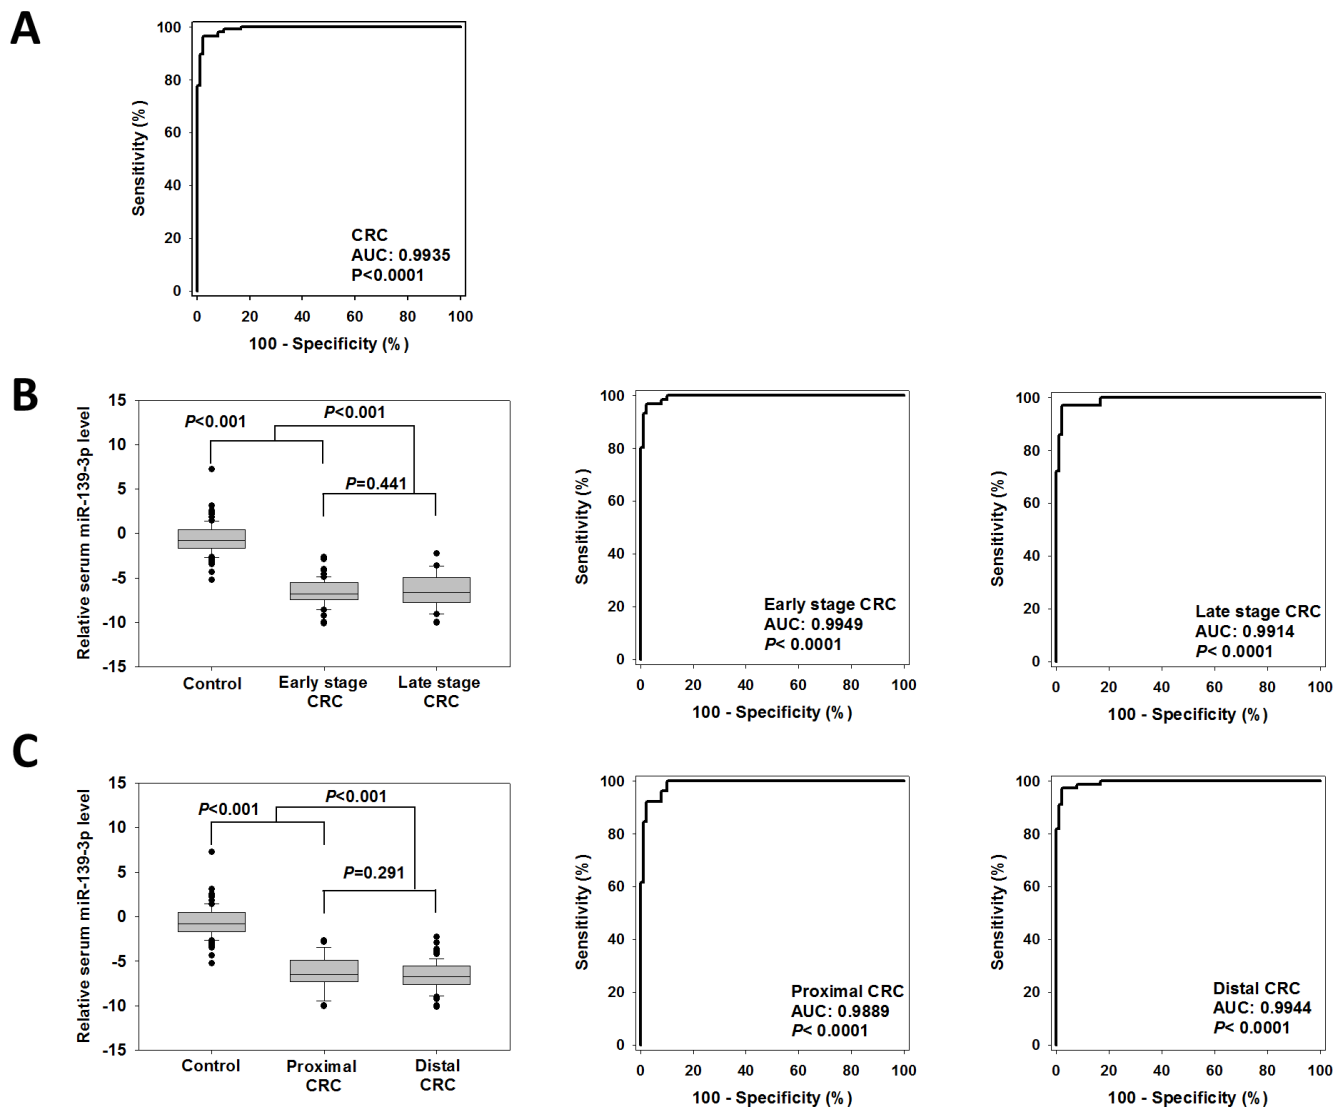 A
100
80
60
40
20
0
Sensitivity (%)
CRC
AUC: 0.9935
P<0.0001
0 20 40 60 80 100
100 - Specificity (%)
B
15
10
5
0
-5
-10
-15
Relative serum miR-139-3p level
P<0.001
P<0.001
P=0.441
Control
Early stage
CRC
Late stage
CRC
100
80
60
40
20
0
Sensitivity (%)
Early stage CRC
AUC: 0.9949
P< 0.0001
0 20 40 60 80 100
100 - Specificity (%)
100
80
60
40
20
0
Sensitivity (%)
Late stage CRC
AUC: 0.9914
P< 0.0001
0 20 40 60 80 100
100 - Specificity (%)
C
15
10
5
0
-5
-10
-15
Relative serum miR-139-3p level
P<0.001
P<0.001
P=0.291
Control
Proximal
CRC
Distal
CRC
100
80
60
40
20
0
Sensitivity (%)
Proximal CRC
AUC: 0.9889
P< 0.0001
0 20 40 60 80 100
100 - Specificity (%)
100
80
60
40
20
0
Sensitivity (%)
Distal CRC
AUC: 0.9944
P< 0.0001
0 20 40 60 80 100
100 - Specificity (%)